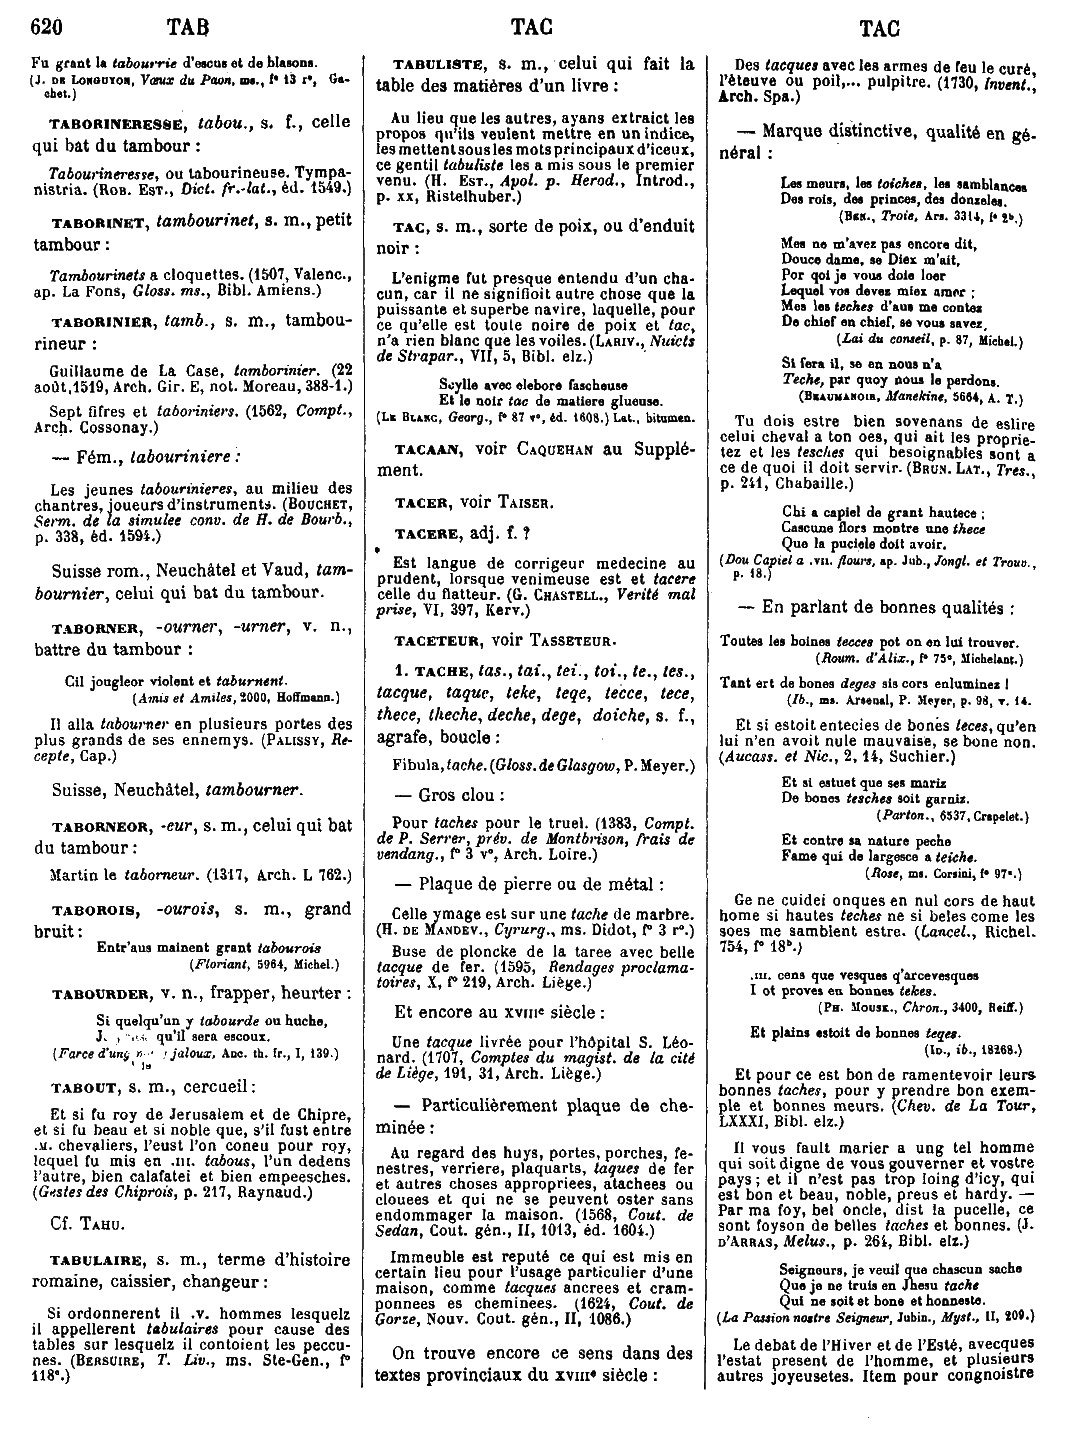 620 TAB TAC TAC
Fu grant la tabourrie d'escus et de blasons.
(J. DE LONGUYON, Vœux du Paon, ms., f° 13 r°, Ga-
chet.)
TABORINERESSE, tabou., s. f., celle
qui bat du tambour :
Tabourineresse, ou tabourineuse. Tympa-
nistria. (ROB. EST., Dict. fr.-lat., éd. 1549.)
TABORINET, tambourinet, s. m., petit
tambour :
Tambourinets a cloquettes. (1507, Valenc.,
ap. La Fons, Gloss. ms., Bibl. Amiens.)
TABORINIER, tamb., s. m., tambou-
rineur :
Guillaume de La Case, tamborinier. (22
août, 1519, Arch. Gir. E, not. Moreau, 388-1.)
Sept fifres et taboriniers. (1562, Compt.,
Arch. Cossonay.)
— Fém., labouriniere :
Les jeunes tabourinieres, au milieu des
chantres, joueurs d'instruments. (BOUCHET,
Serm. de la simulee conv. de H. de Bourb.,
p. 338, éd. 1594.)
Suisse rom., Neuchâtel et Vaud, tam-
bournier, celui qui bat du tambour.
TABORNER, -ourner, -urner, v. n.,
battre du tambour :
Cil jougleor violent et taburnent.
(Amis et Amiles, 2000, Hoffmann.)
Il alla tabourner en plusieurs portes des
plus grands de ses ennemys. (PALISSY, Re-
cepte, Cap.)
Suisse, Neuchâtel, tambourner.
TABORNEOR, -eur, s. m., celui qui bat
du tambour :
Martin le taborneur. (1317, Arch. L 762.)
TABOROIS, -ourois, s. m., grand
bruit :
Entr'aus mainent grant tabourois
(Floriant, 5964, Michel.)
TABOURDER, v. n., frapper, heurter :
Si quelqu'un y tabourde ou huche,
qu'il sera escoux.
(Farce d'ung jaloux, Anc. th. fr., I, 139.)
TABOUT, s. m., cercueil :
Et si fu roy de Jerusalem et de Chipre,
et si fu beau et si noble que, s'il fust entre
.M. chevaliers, l'eust l'on coneu pour roy,
lequel fu mis en .III. tabous, l'un dedens
l'autre, bien calafatei et bien empeesches.
(Gestes des Chiprois, p. 217, Raynaud.)
Cf. TAHU.
TABULAIRE, s. m., terme d'histoire
romaine, caissier, changeur :
Si ordonnerent il .v. hommes lesquelz
il appellerent tabulaires pour cause des
tables sur lesquelz il contoient les peccu-
nes. (BERSUIRE, T. Liv., ms. Ste-Gen., f°
118ª.)
TABULISTE, s. m., celui qui fait la
table des matières d'un livre :
Au lieu que les autres, ayans extraict les
propos qu'ils veulent mettre en un indice,
les mettent sous les mots principaux d'iceux,
ce gentil tabuliste les a mis sous le premier
venu. (H. EST., Apol. p. Herod., Introd.,
p. XX, Ristelhuber.)
TAC, s. m., sorte de poix, ou d'enduit
noir :
L'enigme fut presque entendu d'un cha-
cun, car il ne signifioit autre chose que la
puissante et superbe navire, laquelle, pour
ce qu'elle est toute noire de poix et tac,
n'a rien blanc que les voiles. (LARIV., Nuicts
de Strapar., VII, 5, Bibl. elz.)
Scylle avec elebore fascheuse
Et le noir tac de matiere glueuse.
(LE BLANC, Georg., f° 87 v°, éd. 1608.) Lat., bitumen.
TACAAN, voir CAQUEHAN au Supplé-
ment.
TACER, voir TAISER.
TACERE, adj. f. ?
Est langue de corrigeur medecine au
prudent, lorsque venimeuse est et tacere
celle du flatteur. (G. CHASTELL., Verité mal
prise, VI, 397, Kerv.)
TACETEUR, voir TASSETEUR.
1. TACHE, tas., tai., tei., toi., te., tes.,
tacque, taque, teke, teqe, tecce, tece,
thece, theche, deche, dege, doiche, s. f.,
agrafe, boucle :
Fibula, tache. (Gloss. de Glasgow, P. Meyer.)
— Gros clou :
Pour taches pour le truel. (1383, Compt.
de P. Serrer, prév. de Montbrison, frais de
vendang., f° 3 v°, Arch. Loire.)
— Plaque de pierre ou de métal :
Celle ymage est sur une tache de marbre.
(H. DE MANDEV., Cyrurg., ms. Didot, f° 3 r°.)
Buse de ploncke de la taree avec belle
tacque de fer. (1595, Rendages proclama-
toires, X, f° 219, Arch. Liège.)
Et encore au XVIIIe siècle :
Une tacque livrée pour l'hôpital S. Léo-
nard. (1707, Comptes du magist. de la cité
de Liège, 191, 31, Arch. Liège.)
— Particulièrement plaque de che-
minée :
Au regard des huys, portes, porches, fe-
nestres, verriere, plaquarts, taques de fer
et autres choses appropriees, atachees ou
clouees et qui ne se peuvent oster sans
endommager la maison. (1568, Cout. de
Sedan, Cout. gén., II, 1013, éd. 1604.)
Immeuble est reputé ce qui est mis en
certain lieu pour l'usage particulier d'une
maison, comme tacques ancrees et cram-
ponnees es cheminees. (1624, Cout. de
Gorze, Nouv. Cout. gén., II, 1086.)
On trouve encore ce sens dans des
textes provinciaux du XVIIIe siècle :
Des tacques avec les armes de feu le curé,
l'éteuve ou poil,... pulpitre. (1730, Invent.,
Arch. Spa.)
— Marque distinctive, qualité en gé-
néral :
Les meurs, les toiches, les samblances
Des rois, des princes, des donzeles.
(BEN., Troie, Ars. 3314, f° 2b.)
Mes ne m'avez pas encore dit,
Douce dame, se Diex m'ait,
Por qoi je vous doie loer
Lequel vos devez miex amer ;
Mes les teches d'aus me contez
De chief en chief, se vous savez.
(Lai du conseil, p. 87, Michel.)
Si fera il, se en nous n'a
Teche, par quoy nous le perdons.
(BEAUMANOIR, Manekine, 5664, A. T.)
Tu dois estre bien sovenans de eslire
celui cheval a ton oes, qui ait les proprie-
tez et les tesches qui besoignables sont a
ce de quoi il doit servir. (BRUN. LAT., Tres.,
p. 241, Chabaille.)
Chi a capiel de grant hautece ;
Cascune flors montre une thece
Que la puciele doit avoir.
(Dou Capiel a .VII. flours, ap. Jub., Jongl. et Trouv.,
p. 18.)
— En parlant de bonnes qualités :
Toutes les boines tecces pot on en lui trouver.
(Roum. d'Alix., f° 75°, Michelant.)
Tant ert de bones deges sis cors enluminez !
(Ib., ms. Arsenal, P. Meyer, p. 98, v. 14.
Et si estoit entecies de bones teces, qu'en
lui n'en avoit nule mauvaise, se bone non.
(Aucass. et Nic., 2, 14, Suchier.)
Et si estuet que ses mariz
De bones tesches soit garniz.
(Parton., 6537, Crapelet.)
Et contre sa nature peche
Fame qui de largesce a teiche.
(Rose, ms. Corsini, f° 97ª.)
Ge ne cuidei onques en nul cors de haut
home si hautes teches ne si beles come les
soes me samblent estre. (Lancel., Richel.
754, f° 18b.)
.III. cens que vesques q'arcevesques
I ot proves en bonnes tekes.
(PH. MOUSK., Chron., 3400, Reiff.)
Et plains estoit de bonnes teqes.
(ID., ib., 18268.)
Et pour ce est bon de ramentevoir leurs
bonnes taches, pour y prendre bon exem-
ple et bonnes meurs. (Chev. de La Tour,
LXXXI, Bibl. elz.)
Il vous fault marier a ung tel homme
qui soit digne de vous gouverner et vostre
pays ; et il n'est pas trop loing d'icy, qui
est bon et beau, noble, preus et hardy. —
Par ma foy, bel oncle, dist la pucelle, ce
sont foyson de belles taches et bonnes. (J.
D'ARRAS, Melus., p. 264, Bibl. elz.)
Seigneurs, je veuil que chascun sache
Que je ne truis en Jhesu tache
Qui ne soit et bone et honneste.
(La Passion nostre Seigneur, Jubin., Myst., II, 209.)
Le debat de l'Hiver et de l'Esté, avecques
l'estat present de l'homme, et plusieurs
autres joyeusetes. Item pour congnoistre